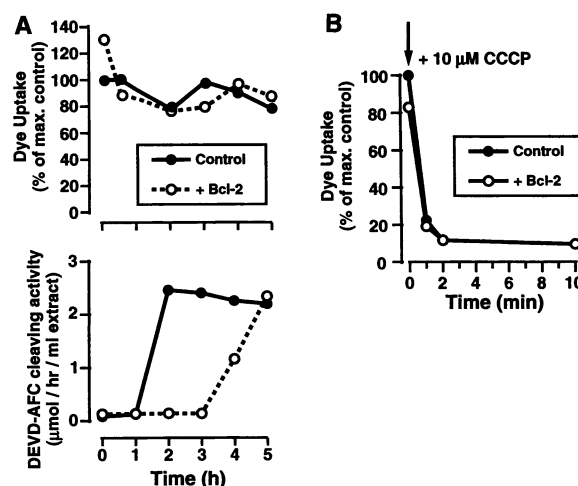 A
Dye Uptake
(% of max. control)
140
120
100
80
60
40
20
0
Control
+ Bcl-2
DEVD-AFC cleaving activity
(μmol / hr / ml extract)
3
2
1
0
0 1 2 3 4 5
Time (h)
B
+ 10 μM CCCP
Dye Uptake
(% of max. control)
100
80
60
40
20
0
Control
+ Bcl-2
0 2 4 6 8 10
Time (min)